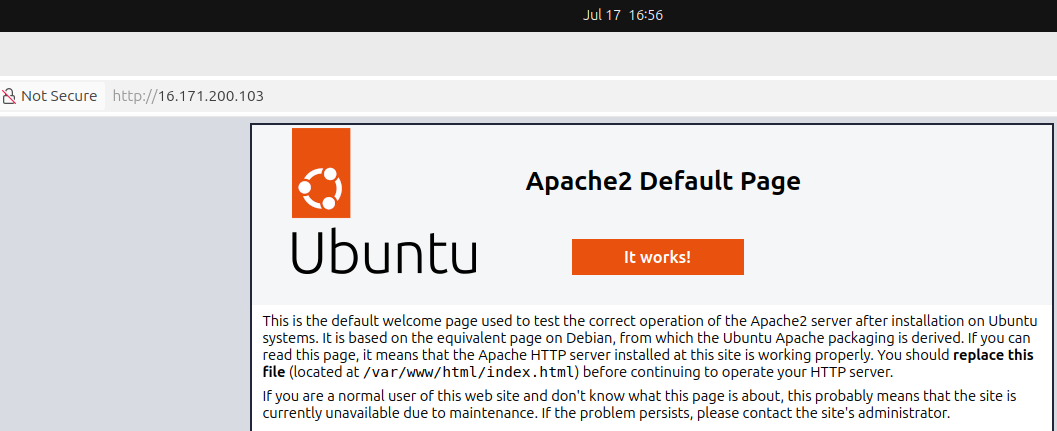 Jul 17 16:56
Not Secure http://16.171.200.103
Apache2 Default Page
Ubuntu
It works!
This is the default welcome page used to test the correct operation of the Apache2 server after installation on Ubuntu
systems. It is based on the equivalent page on Debian, from which the Ubuntu Apache packaging is derived. If you can
read this page, it means that the Apache HTTP server installed at this site is working properly. You should replace this
file (located at /var/www/html/index.html) before continuing to operate your HTTP server.
If you are a normal user of this web site and don't know what this page is about, this probably means that the site is
currently unavailable due to maintenance. If the problem persists, please contact the site's administrator.